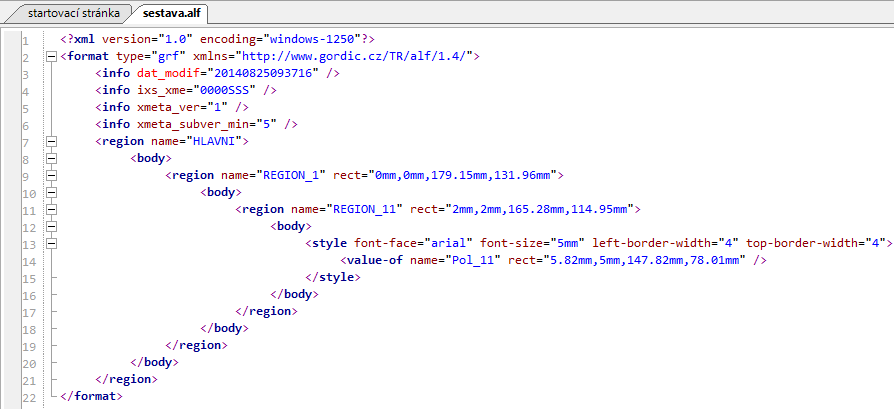 startovací stránka sestava.alf
1 <?xml version="1.0" encoding="windows-1250"?>
2 <format type="grf" xmlns="http://www.gordic.cz/TR/alf/1.4/">
3 <info dat_modif="20140825093716" />
4 <info ixs_xme="0000SSS" />
5 <info xmeta_ver="1" />
6 <info xmeta_subver_min="5" />
7 <region name="HLAVNI">
8 <body>
9 <region name="REGION_1" rect="0mm,0mm,179.15mm,131.96mm">
10 <body>
11 <region name="REGION_11" rect="2mm,2mm,165.28mm,114.95mm">
12 <body>
13 <style font-face="arial" font-size="5mm" left-border-width="4" top-border-width="4">
14 <value-of name="Pol_11" rect="5.82mm,5mm,147.82mm,78.01mm" />
15 </style>
16 </body>
17 </region>
18 </body>
19 </region>
20 </body>
21 </region>
22 </format>